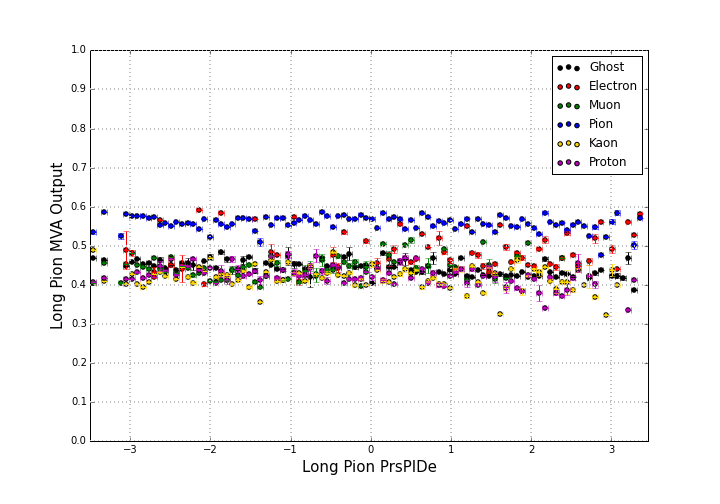 1.0
0.9
0.8
0.7
0.6
0.5
0.4
0.3
0.2
0.1
0.0
Long Pion MVA Output
Ghost
Electron
Muon
Pion
Kaon
Proton
−3 −2 −1 0 1 2 3
Long Pion PrsPIDe